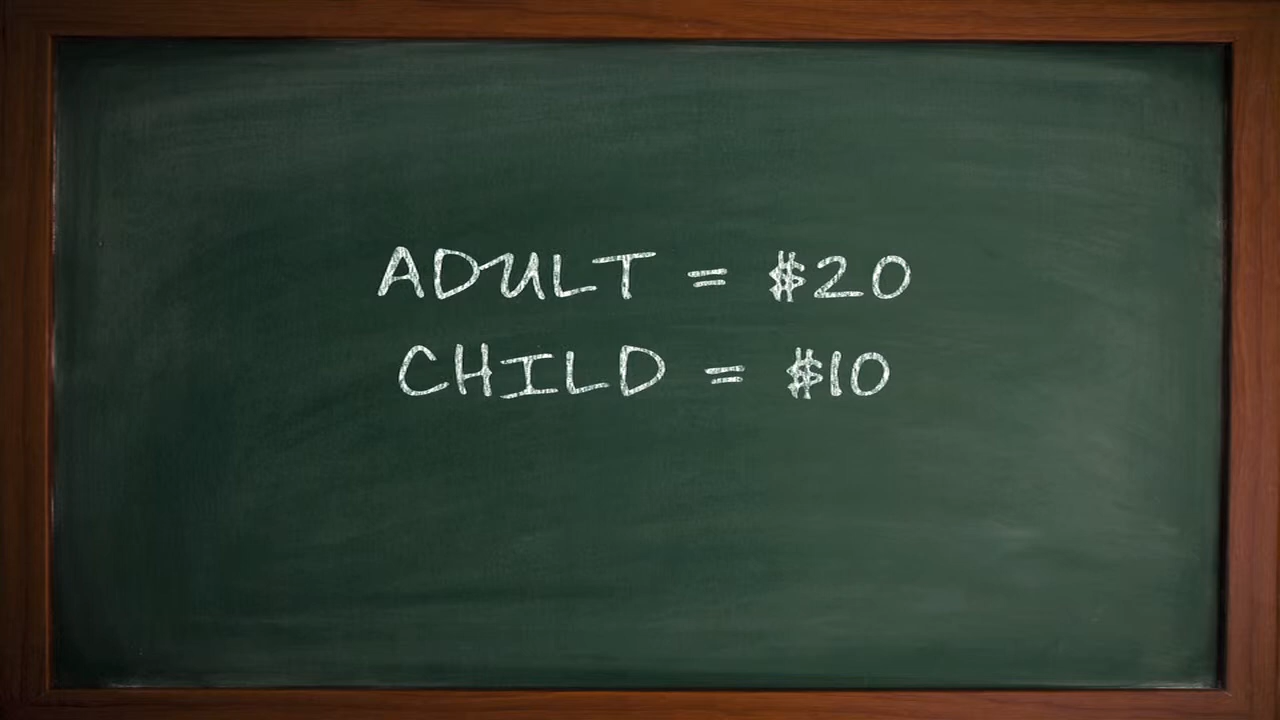 ADULT = $20
CHILD = $10